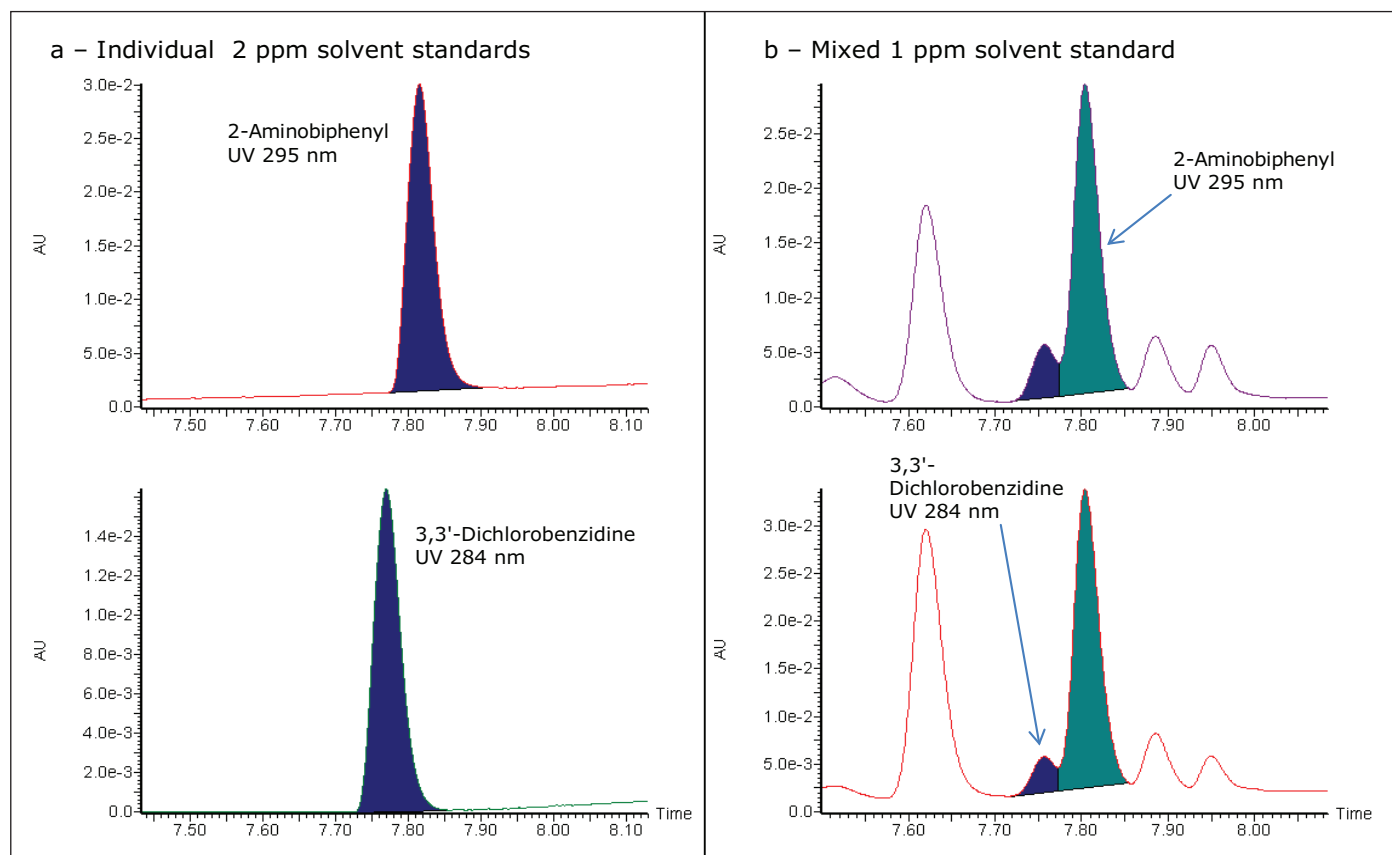 a – Individual  2 ppm solvent standards
3.0e-2
2.5e-2
2.0e-2
1.5e-2
1.0e-2
5.0e-3
0.0
AU
2-Aminobiphenyl
UV 295 nm
7.50 7.60 7.70 7.80 7.90 8.00 8.10
1.4e-2
1.2e-2
1.0e-2
8.0e-3
6.0e-3
4.0e-3
2.0e-3
0.0
AU
3,3'-Dichlorobenzidine
UV 284 nm
7.50 7.60 7.70 7.80 7.90 8.00 8.10
Time
b – Mixed 1 ppm solvent standard
2.5e-2
2.0e-2
1.5e-2
1.0e-2
5.0e-3
0.0
AU
2-Aminobiphenyl
UV 295 nm
7.60 7.70 7.80 7.90 8.00
3.0e-2
2.5e-2
2.0e-2
1.5e-2
1.0e-2
5.0e-3
0.0
AU
3,3'-
Dichlorobenzidine
UV 284 nm
7.60 7.70 7.80 7.90 8.00
Time